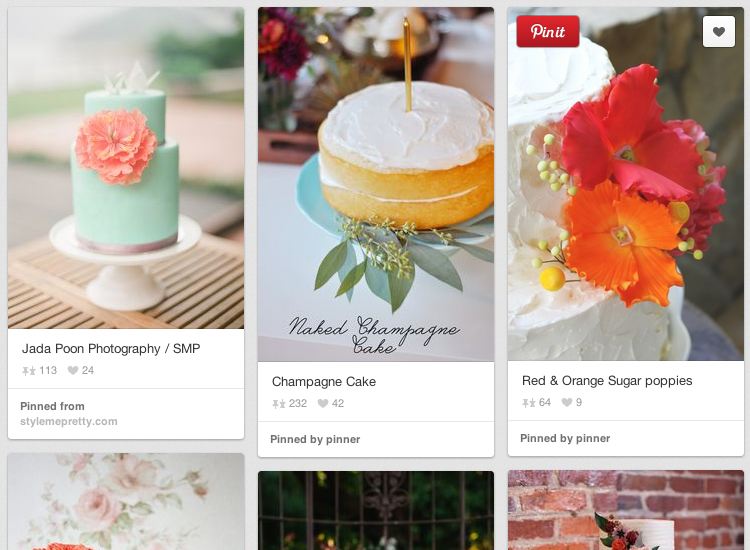 Jada Poon Photography / SMP
113 24
Pinned from
stylemepretty.com
Naked Champagne
Cake
Champagne Cake
232 42
Pinned by pinner
Pin it
Red & Orange Sugar poppies
64 9
Pinned by pinner